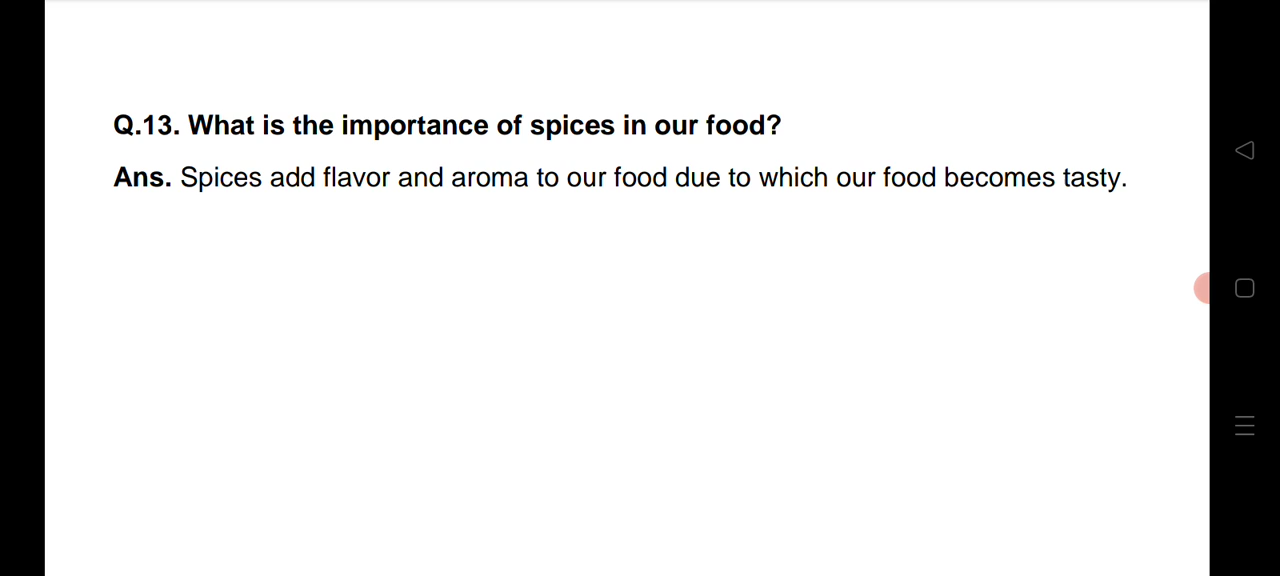 Q.13. What is the importance of spices in our food?
Ans. Spices add flavor and aroma to our food due to which our food becomes tasty.